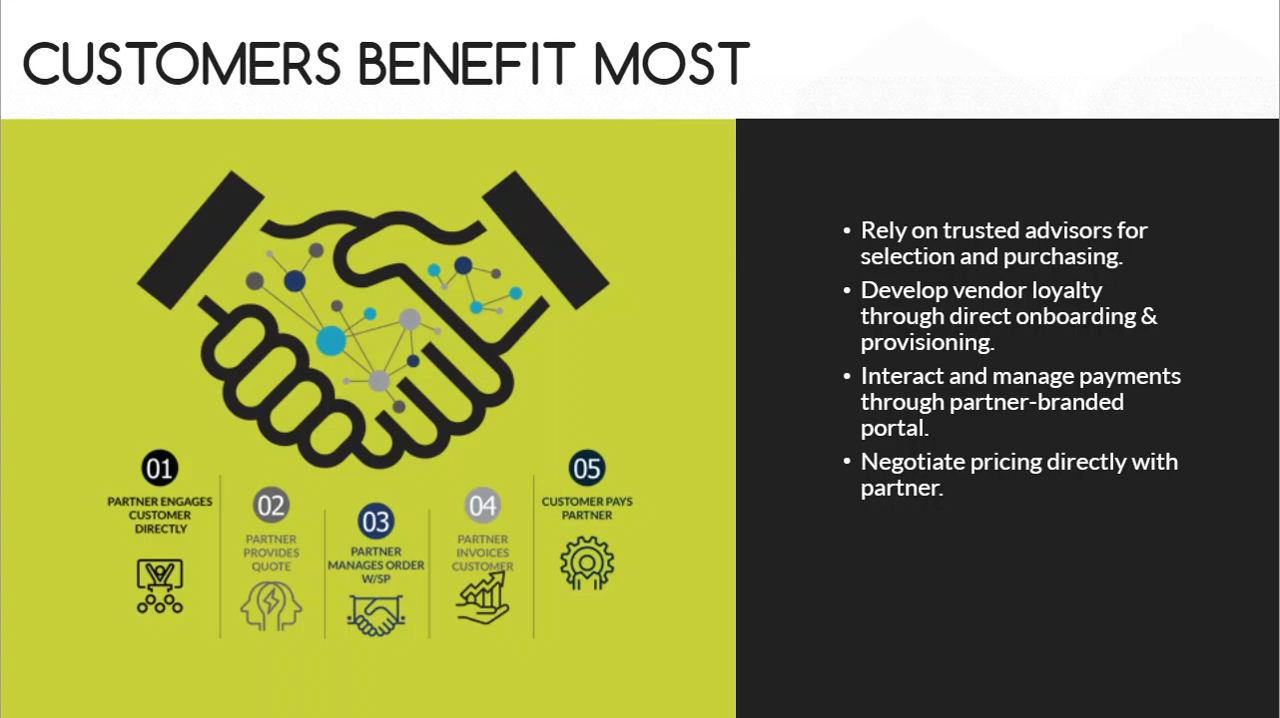 CUSTOMERS BENEFIT MOST
01
PARTNER ENGAGES
CUSTOMER
DIRECTLY
02
PARTNER
PROVIDES
QUOTE
03
PARTNER
MANAGES ORDER
W/SP
04
PARTNER
INVOICES
CUSTOMER
05
CUSTOMER PAYS
PARTNER
• Rely on trusted advisors for
selection and purchasing.
• Develop vendor loyalty
through direct onboarding &
provisioning.
• Interact and manage payments
through partner-branded
portal.
• Negotiate pricing directly with
partner.